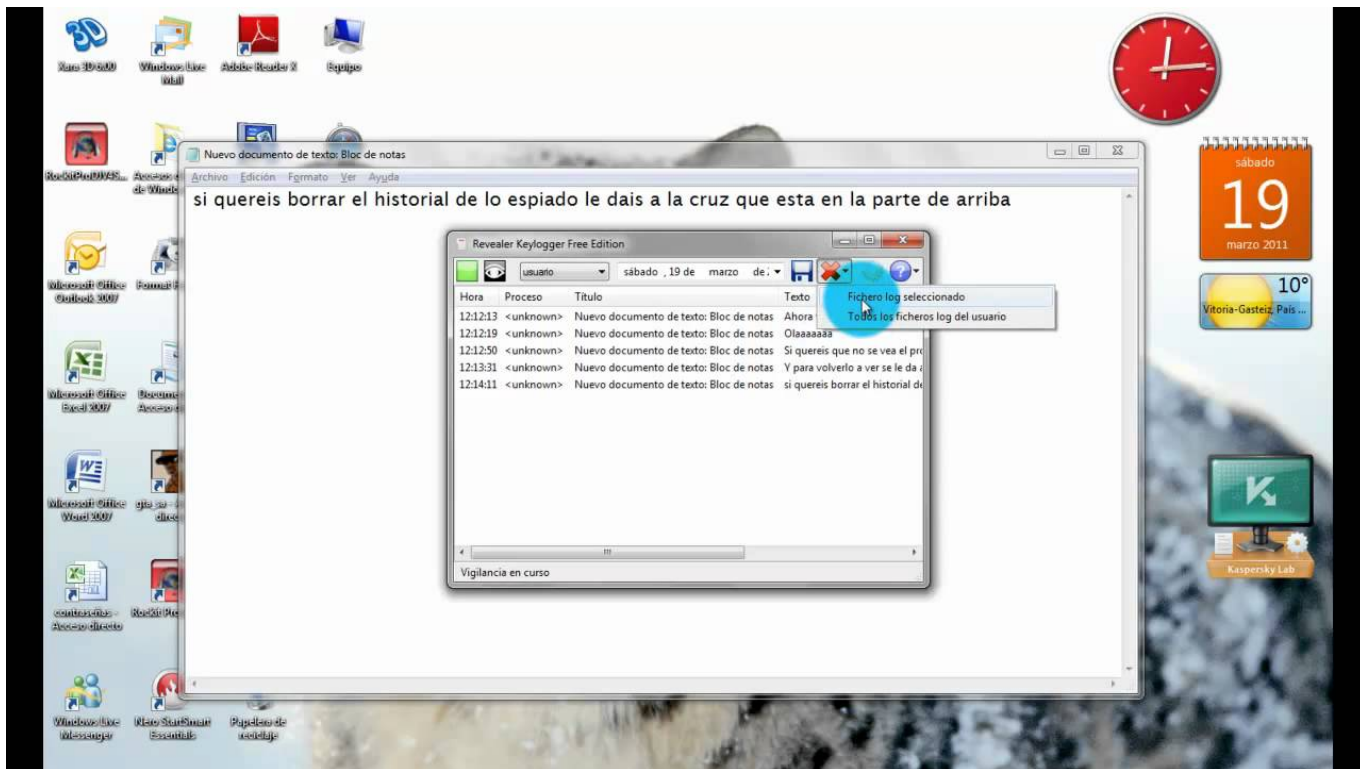 Xara 3D 6.00
Windows Live Mail
Adobe Reader X
Equipo
Nuevo documento de texto: Bloc de notas
Archivo Edición Formato Ver Ayuda
si quereis borrar el historial de lo espiado le dais a la cruz que esta en la parte de arriba
Revealer Keylogger Free Edition
usuario
sábado , 19 de marzo de
Hora Proceso Título Texto
Fichero log seleccionado
Todos los ficheros log del usuario
12:12:13 <unknown> Nuevo documento de texto: Bloc de notas Ahora
12:12:19 <unknown> Nuevo documento de texto: Bloc de notas Olaaaaaaa
12:12:50 <unknown> Nuevo documento de texto: Bloc de notas Si quereis que no se vea el pro
12:13:31 <unknown> Nuevo documento de texto: Bloc de notas Y para volverlo a ver se le da a
12:14:11 <unknown> Nuevo documento de texto: Bloc de notas si quereis borrar el historial de
Vigilancia en curso
sábado
19
marzo 2011
10°
Vitoria-Gasteiz, País ...
Kaspersky Lab
Microsoft Office
Outlook 2007
Microsoft Office
Excel 2007
Microsoft Office
Word 2007
contraseñas -
Acceso directo
Windows Live
Messenger
Nero StartSmart
Essentials
Papelera de
reciclaje